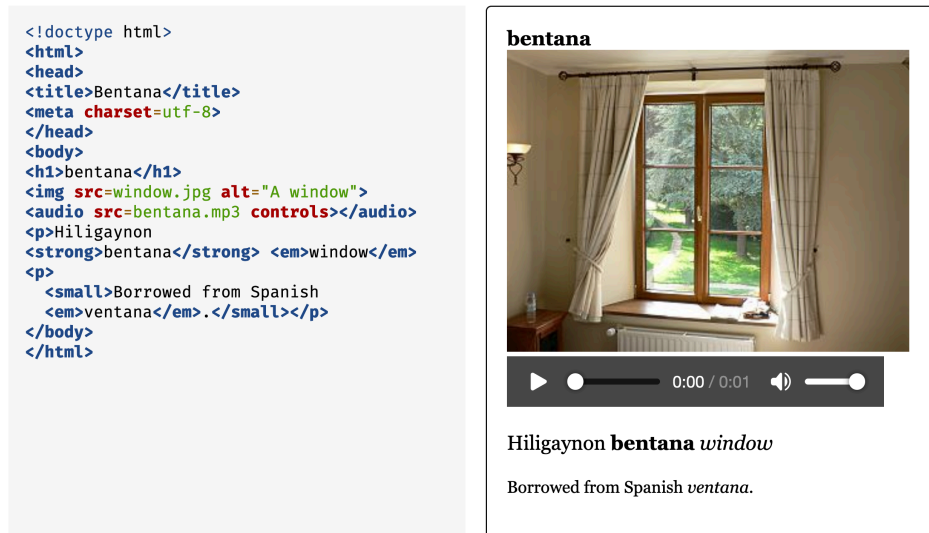 <!doctype html>
<html>
<head>
<title>Bentana</title>
<meta charset=utf-8>
</head>
<body>
<h1>bentana</h1>
<img src=window.jpg alt="A window">
<audio src=bentana.mp3 controls></audio>
<p>Hiligaynon
<strong>bentana</strong> <em>window</em>
<p>
  <small>Borrowed from Spanish
  <em>ventana</em>.</small></p>
</body>
</html>
bentana
0:00 / 0:01
Hiligaynon bentana window
Borrowed from Spanish ventana.